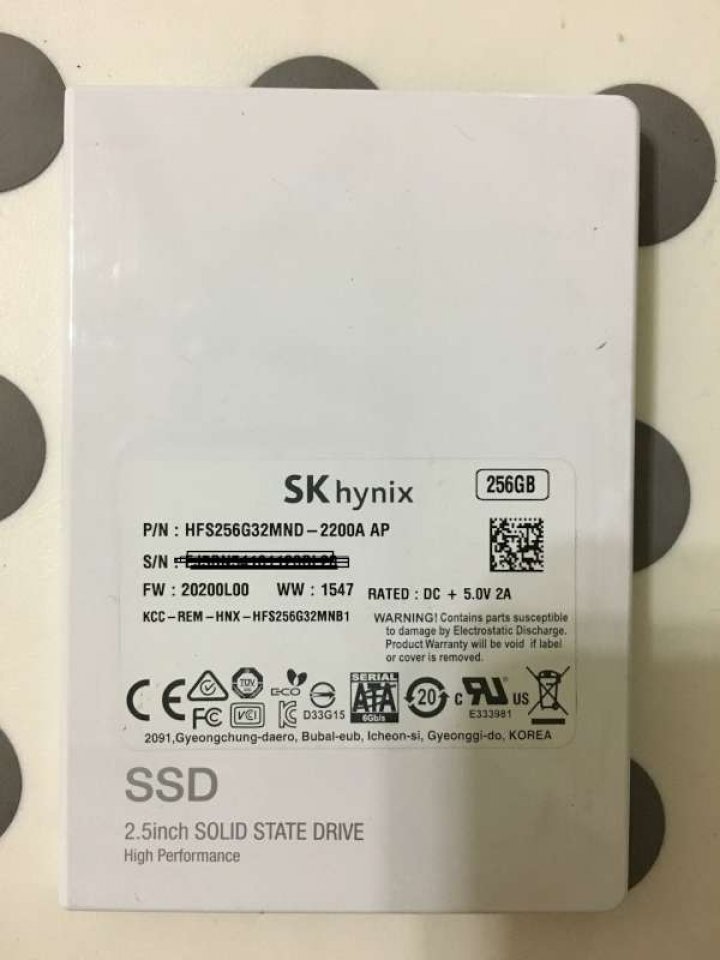 SK hynix 256GB
P/N : HFS256G32MND-2200A AP
S/N :
FW : 20200L00 WW : 1547 RATED : DC + 5.0V 2A
KCC-REM-HNX-HFS256G32MNB1
WARNING! Contains parts susceptible
to damage by Electrostatic Discharge.
Product Warranty will be void if label
or cover is removed.
CE FC TÜV VCI ECO D33G15 SERIAL ATA 6Gb/s 20 c RU US E333981
2091,Gyeongchung-daero, Bubal-eub, Icheon-si, Gyeonggi-do, KOREA
SSD
2.5inch SOLID STATE DRIVE
High Performance